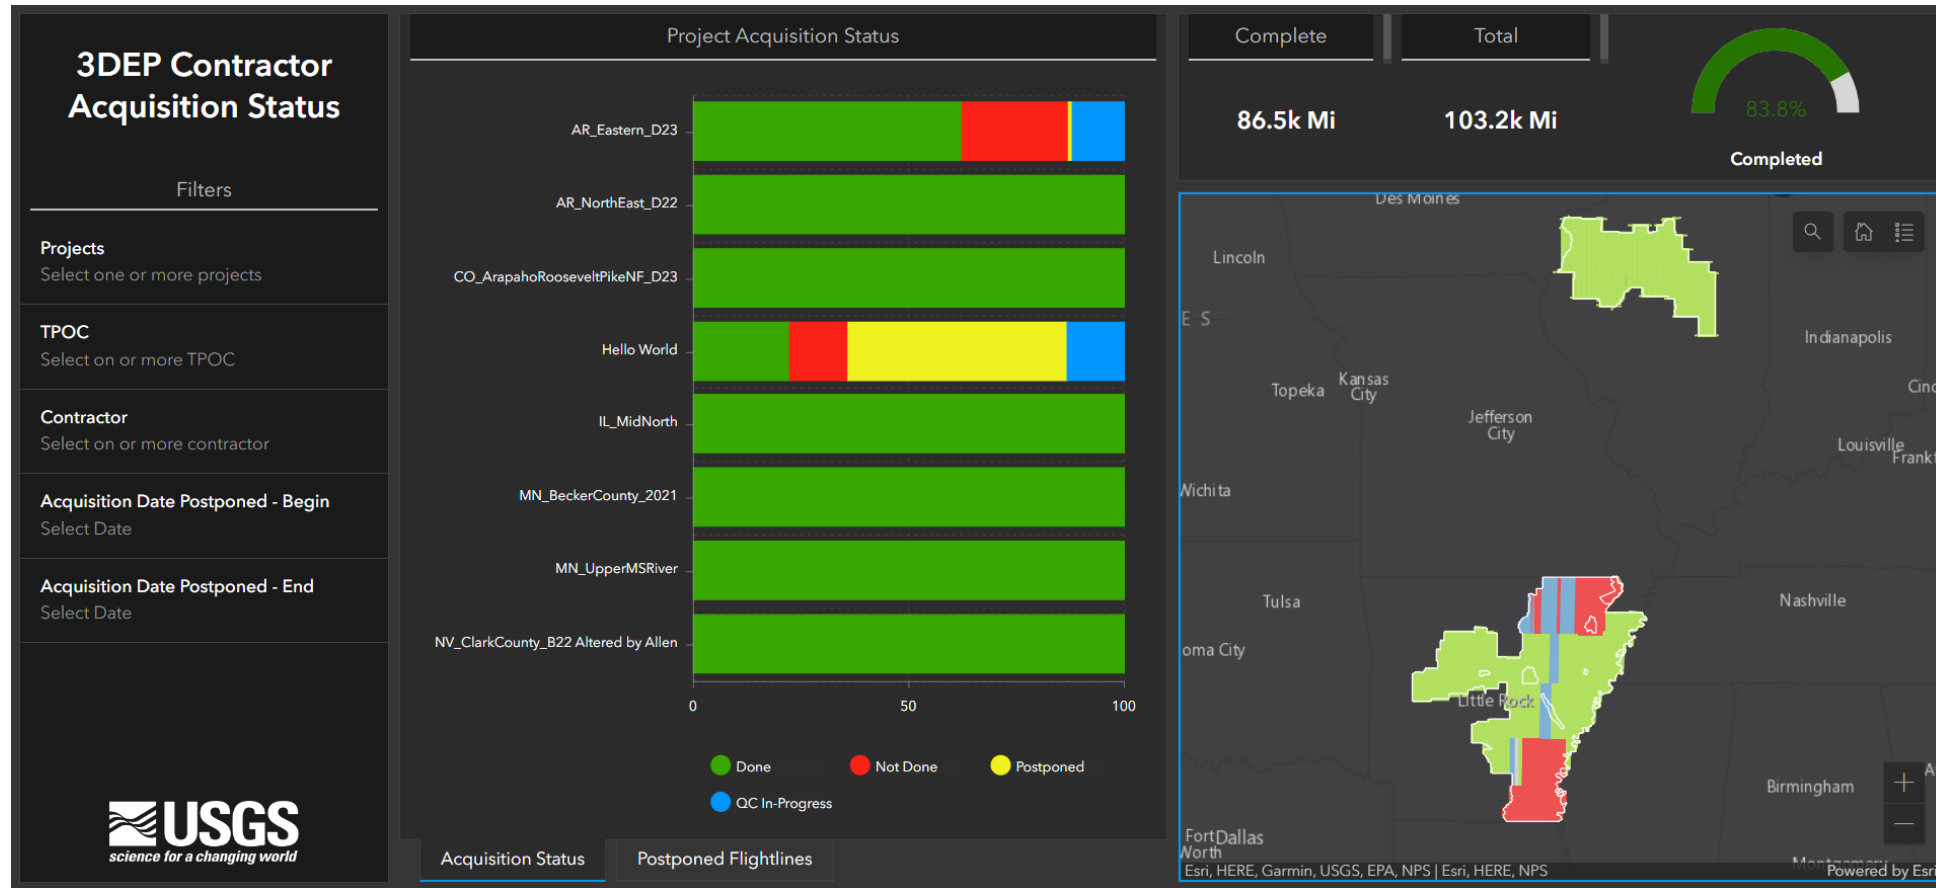 3DEP Contractor
Acquisition Status
Filters
Projects
Select one or more projects
TPOC
Select on or more TPOC
Contractor
Select on or more contractor
Acquisition Date Postponed - Begin
Select Date
Acquisition Date Postponed - End
Select Date
USGS
science for a changing world
Project Acquisition Status
AR_Eastern_D23
AR_NorthEast_D22
CO_ArapahoRooseveltPikeNF_D23
Hello World
IL_MidNorth
MN_BeckerCounty_2021
MN_UpperMSRiver
NV_ClarkCounty_B22 Altered by Allen
0
50
100
Done
Not Done
Postponed
QC In-Progress
Acquisition Status
Postponed Flightlines
Complete
86.5k Mi
Total
103.2k Mi
83.8%
Completed
Des Moines
Lincoln
E S
Indianapolis
Topeka
Kansas
City
Cinc
Jefferson
City
Louisville
Frankf
Wichita
Tulsa
Nashville
oma City
Little Rock
Birmingham
A
Fort
Worth
Dallas
Montgomery
Esri, HERE, Garmin, USGS, EPA, NPS | Esri, HERE, NPS
Powered by Esri